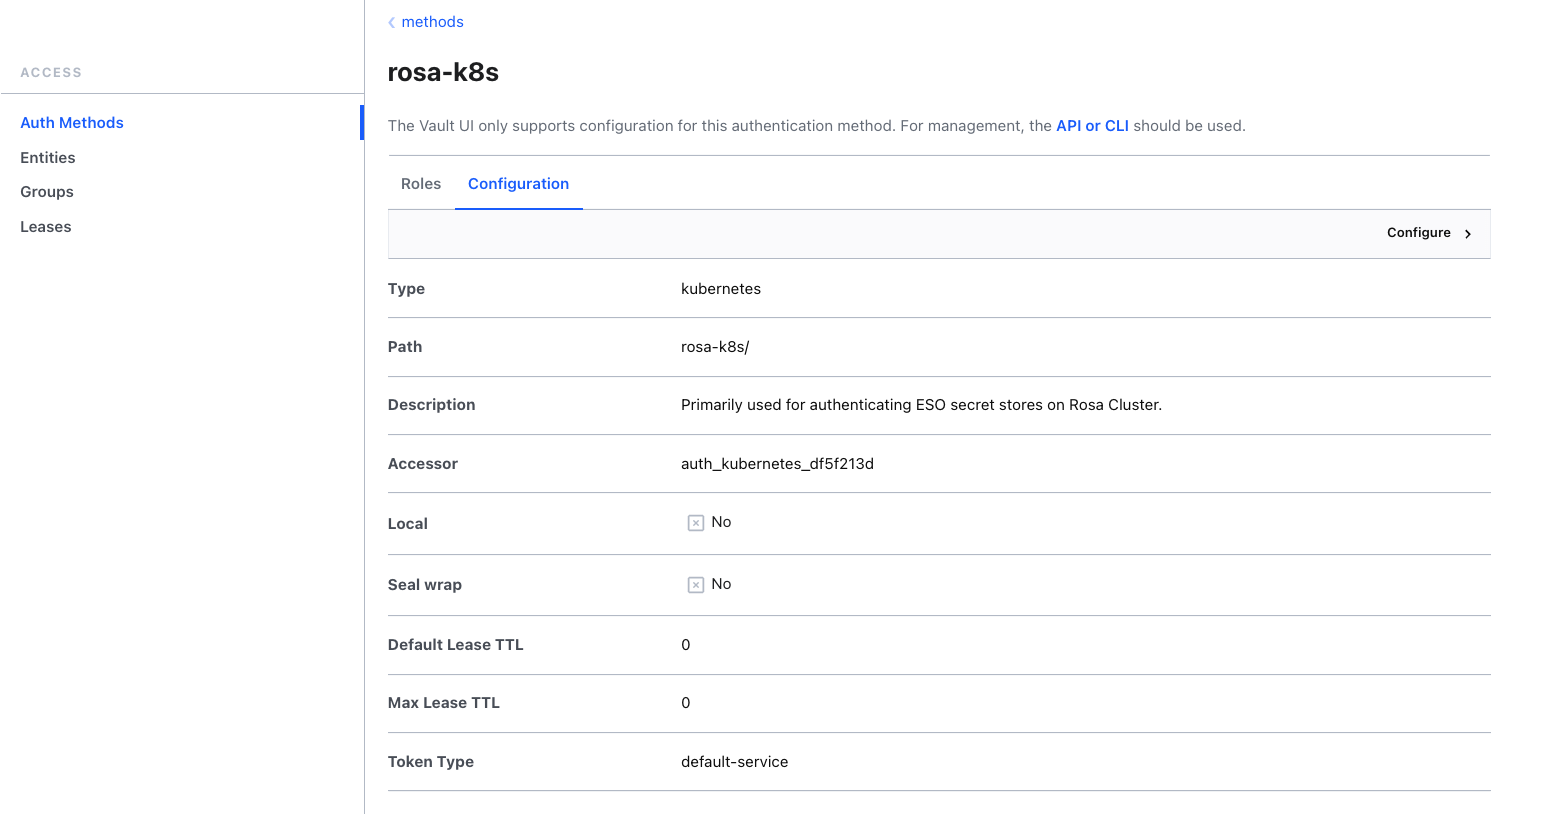 ACCESS
Auth Methods
Entities
Groups
Leases
methods
rosa-k8s
The Vault UI only supports configuration for this authentication method. For management, the API or CLI should be used.
Roles Configuration
Configure
Type kubernetes
Path rosa-k8s/
Description Primarily used for authenticating ESO secret stores on Rosa Cluster.
Accessor auth_kubernetes_df5f213d
Local No
Seal wrap No
Default Lease TTL 0
Max Lease TTL 0
Token Type default-service